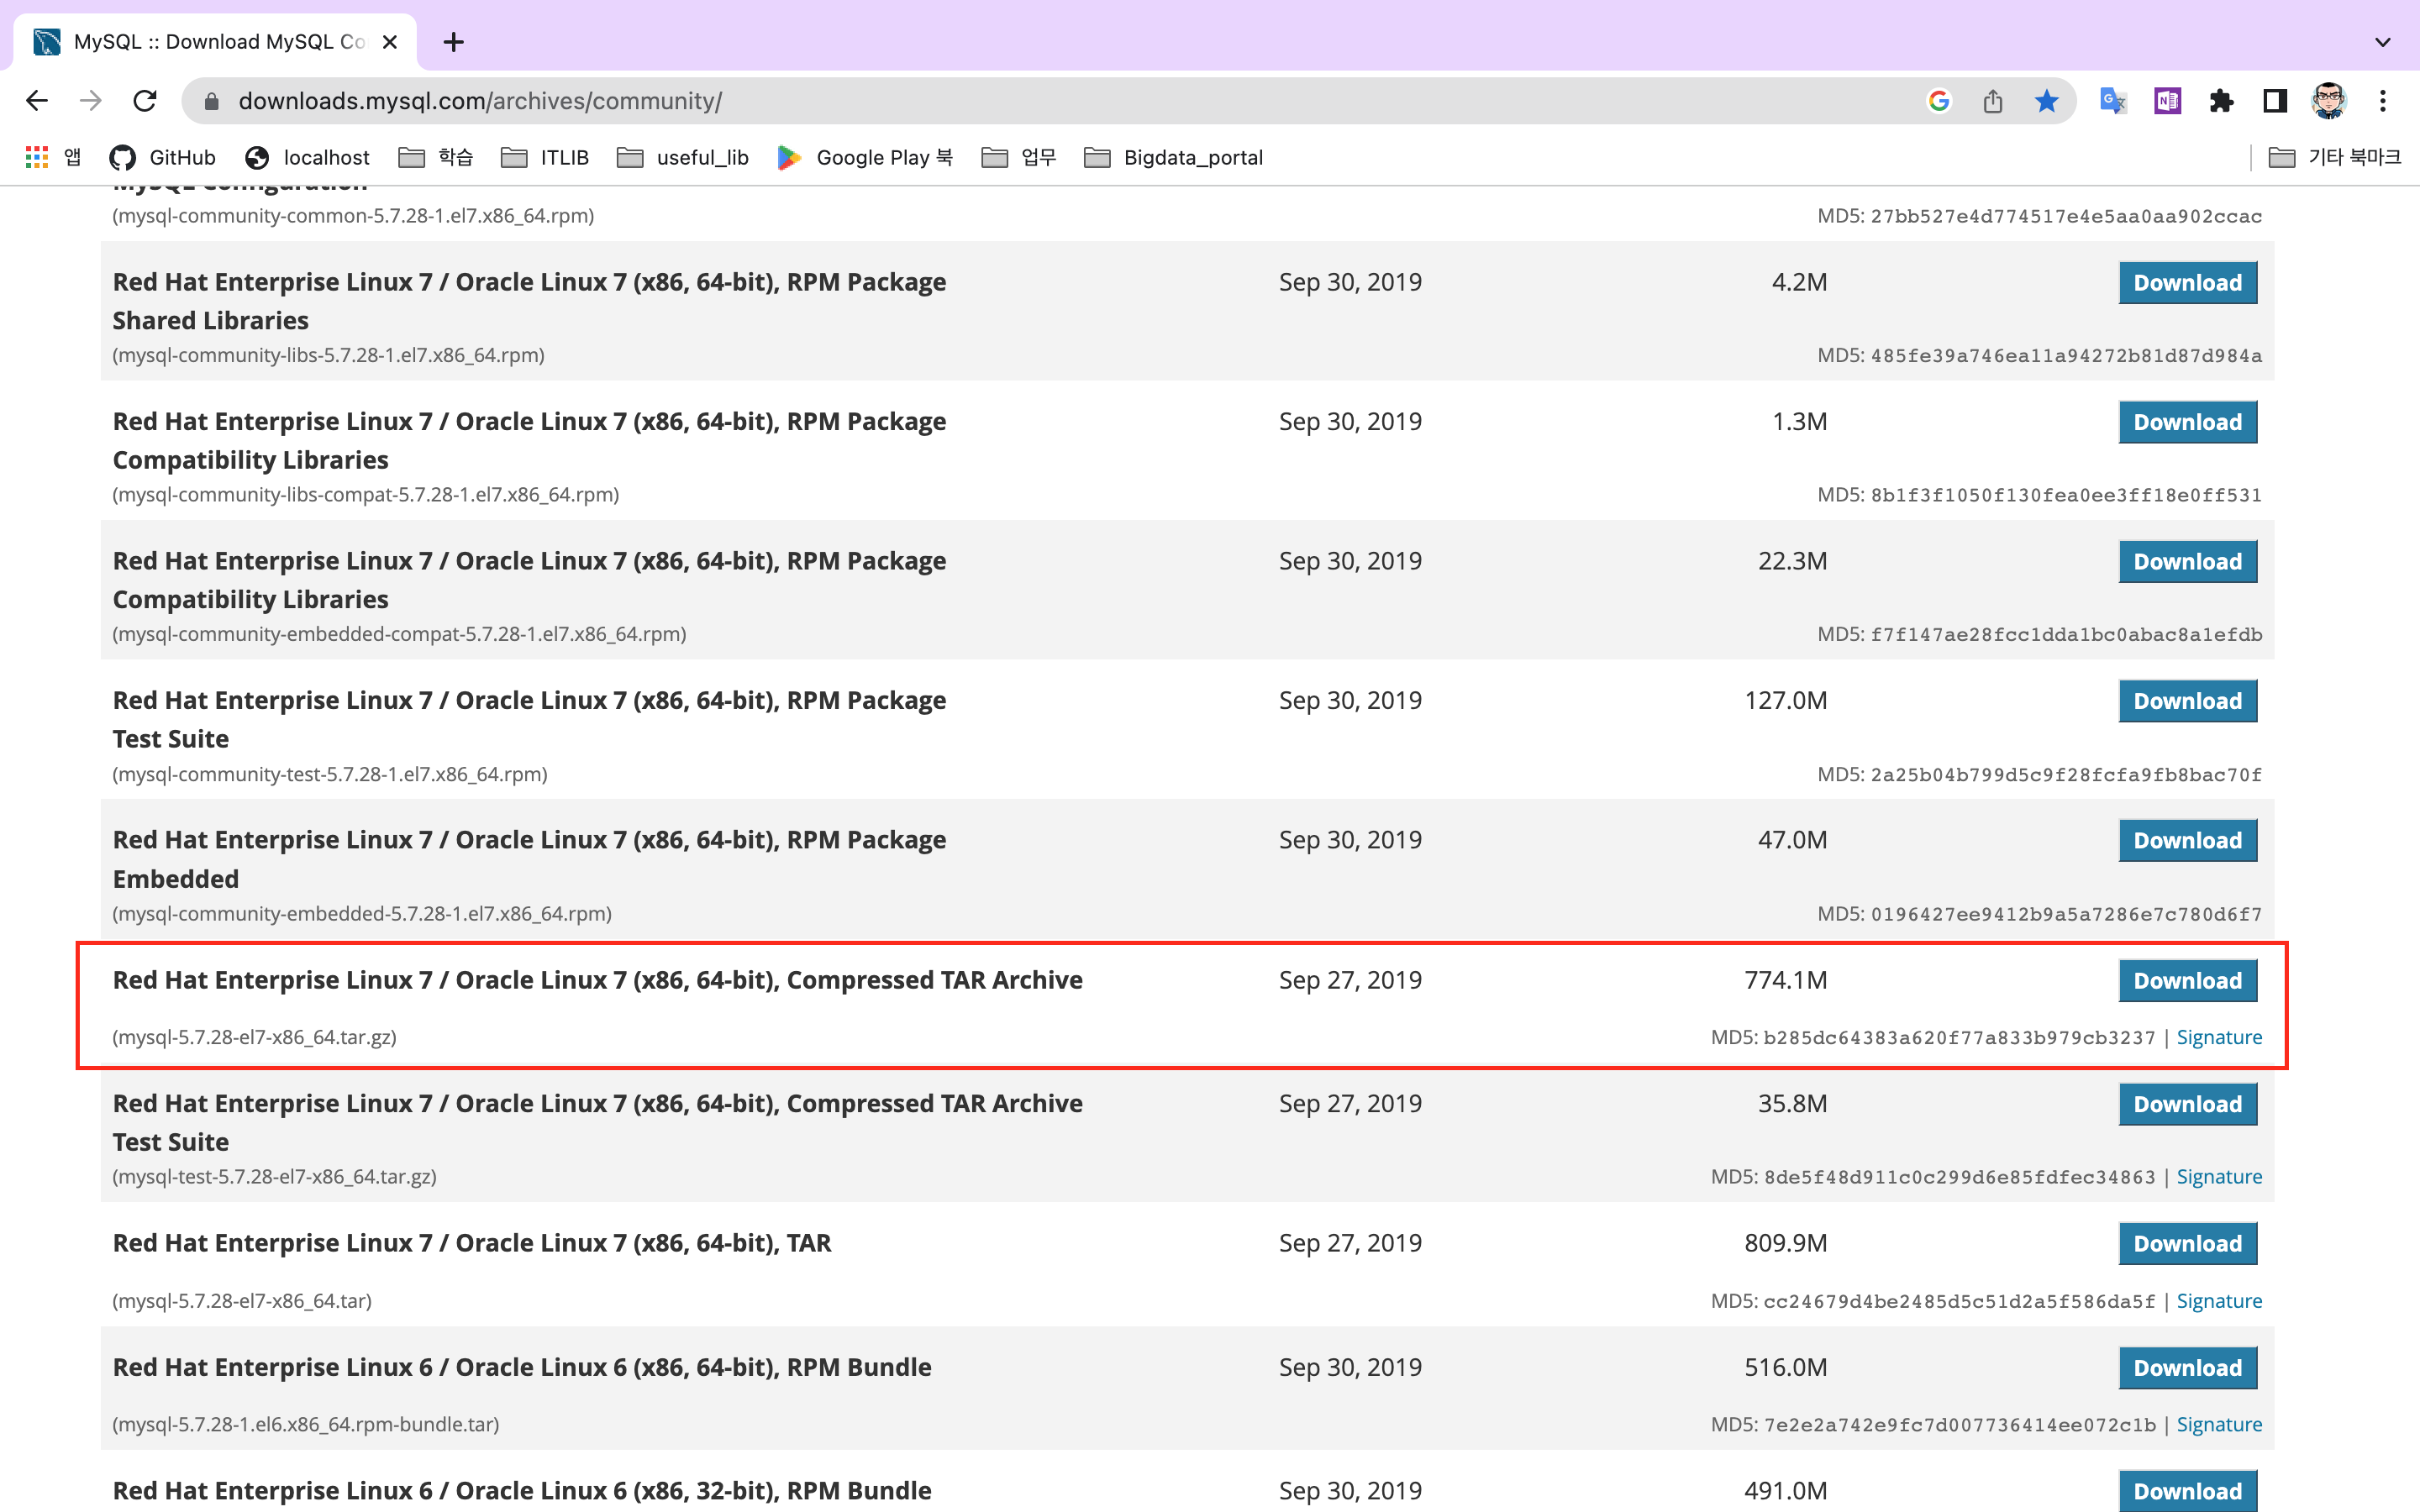 MySQL :: Download MySQL Co
downloads.mysql.com/archives/community/
앱 GitHub localhost 학습 ITLIB useful_lib Google Play 북 업무 Bigdata_portal 기타 북마크
MySQL Configuration
(mysql-community-common-5.7.28-1.el7.x86_64.rpm) MD5: 27bb527e4d774517e4e5aa0aa902ccac
Red Hat Enterprise Linux 7 / Oracle Linux 7 (x86, 64-bit), RPM Package Sep 30, 2019 4.2M Download
Shared Libraries
(mysql-community-libs-5.7.28-1.el7.x86_64.rpm) MD5: 485fe39a746ea11a94272b81d87d984a
Red Hat Enterprise Linux 7 / Oracle Linux 7 (x86, 64-bit), RPM Package Sep 30, 2019 1.3M Download
Compatibility Libraries
(mysql-community-libs-compat-5.7.28-1.el7.x86_64.rpm) MD5: 8b1f3f1050f130fea0ee3ff18e0ff531
Red Hat Enterprise Linux 7 / Oracle Linux 7 (x86, 64-bit), RPM Package Sep 30, 2019 22.3M Download
Compatibility Libraries
(mysql-community-embedded-compat-5.7.28-1.el7.x86_64.rpm) MD5: f7f147ae28fcc1dda1bc0abac8a1efdb
Red Hat Enterprise Linux 7 / Oracle Linux 7 (x86, 64-bit), RPM Package Sep 30, 2019 127.0M Download
Test Suite
(mysql-community-test-5.7.28-1.el7.x86_64.rpm) MD5: 2a25b04b799d5c9f28fcfa9fb8bac70f
Red Hat Enterprise Linux 7 / Oracle Linux 7 (x86, 64-bit), RPM Package Sep 30, 2019 47.0M Download
Embedded
(mysql-community-embedded-5.7.28-1.el7.x86_64.rpm) MD5: 0196427ee9412b9a5a7286e7c780d6f7
Red Hat Enterprise Linux 7 / Oracle Linux 7 (x86, 64-bit), Compressed TAR Archive Sep 27, 2019 774.1M Download
(mysql-5.7.28-el7-x86_64.tar.gz) MD5: b285dc64383a620f77a833b979cb3237 | Signature
Red Hat Enterprise Linux 7 / Oracle Linux 7 (x86, 64-bit), Compressed TAR Archive Sep 27, 2019 35.8M Download
Test Suite
(mysql-test-5.7.28-el7-x86_64.tar.gz) MD5: 8de5f48d911c0c299d6e85fdfec34863 | Signature
Red Hat Enterprise Linux 7 / Oracle Linux 7 (x86, 64-bit), TAR Sep 27, 2019 809.9M Download
(mysql-5.7.28-el7-x86_64.tar) MD5: cc24679d4be2485d5c51d2a5f586da5f | Signature
Red Hat Enterprise Linux 6 / Oracle Linux 6 (x86, 64-bit), RPM Bundle Sep 30, 2019 516.0M Download
(mysql-5.7.28-1.el6.x86_64.rpm-bundle.tar) MD5: 7e2e2a742e9fc7d007736414ee072c1b | Signature
Red Hat Enterprise Linux 6 / Oracle Linux 6 (x86, 32-bit), RPM Bundle Sep 30, 2019 491.0M Download